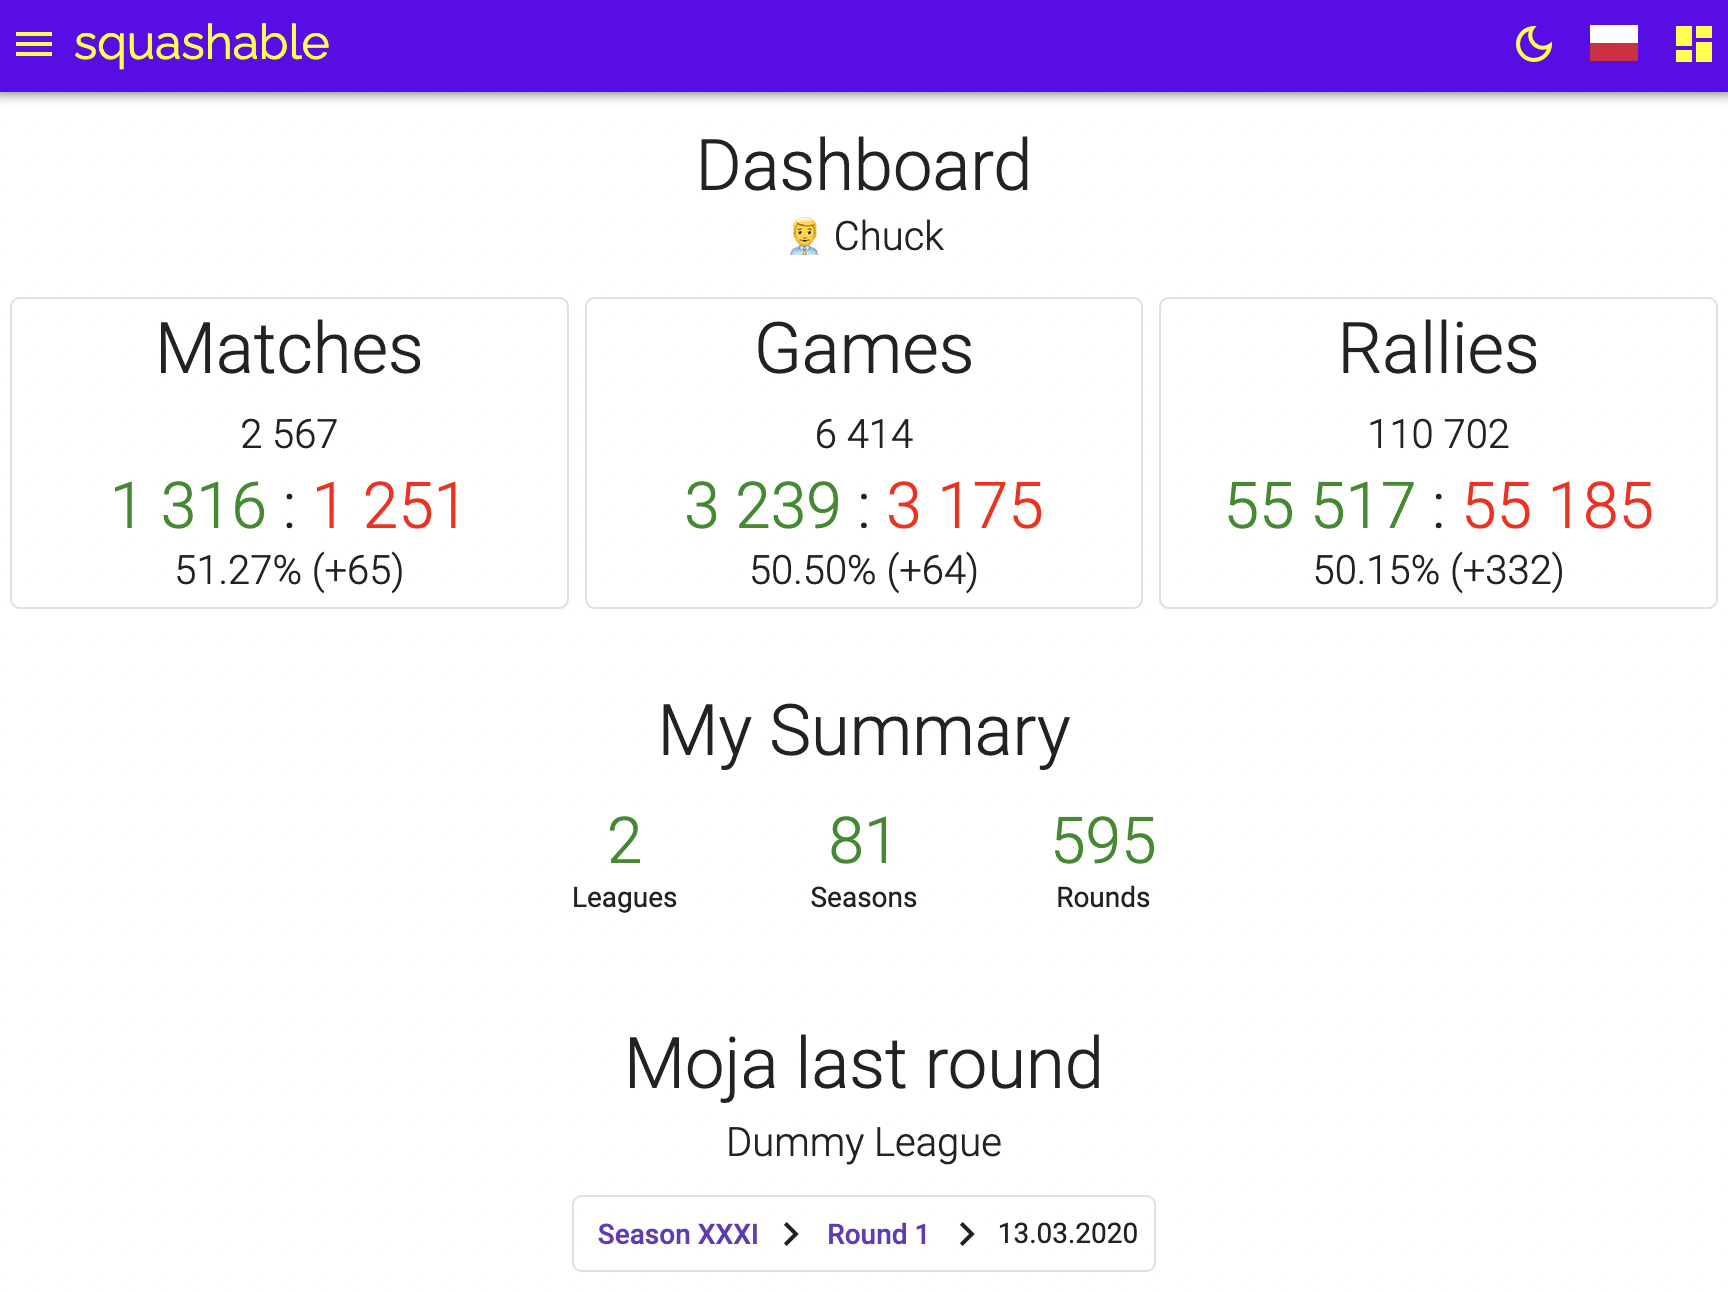 squashable
Dashboard
Chuck
Matches
2 567
1 316 : 1 251
51.27% (+65)
Games
6 414
3 239 : 3 175
50.50% (+64)
Rallies
110 702
55 517 : 55 185
50.15% (+332)
My Summary
2
Leagues
81
Seasons
595
Rounds
Moja last round
Dummy League
Season XXXI > Round 1 > 13.03.2020